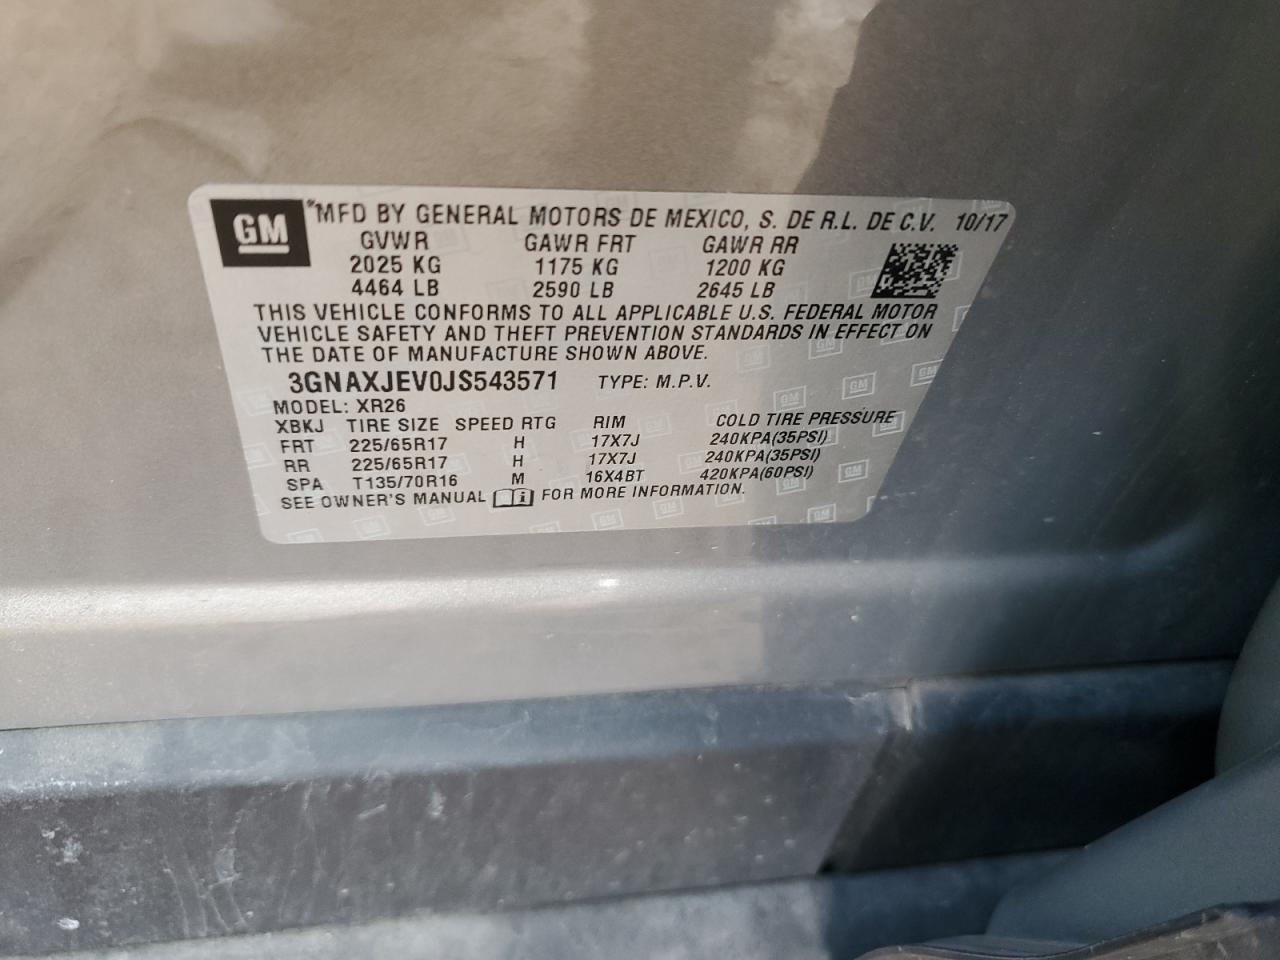 GM
*MFD BY GENERAL MOTORS DE MEXICO, S. DE R.L. DE C.V. 10/17
GVWR GAWR FRT GAWR RR
2025 KG 1175 KG 1200 KG
4464 LB 2590 LB 2645 LB
THIS VEHICLE CONFORMS TO ALL APPLICABLE U.S. FEDERAL MOTOR
VEHICLE SAFETY AND THEFT PREVENTION STANDARDS IN EFFECT ON
THE DATE OF MANUFACTURE SHOWN ABOVE.
3GNAXJEV0JS543571 TYPE: M.P.V.
MODEL: XR26
XBKJ TIRE SIZE SPEED RTG RIM COLD TIRE PRESSURE
FRT 225/65R17 H 17X7J 240KPA(35PSI)
RR 225/65R17 H 17X7J 240KPA(35PSI)
SPA T135/70R16 M 16X4BT 420KPA(60PSI)
SEE OWNER'S MANUAL FOR MORE INFORMATION.